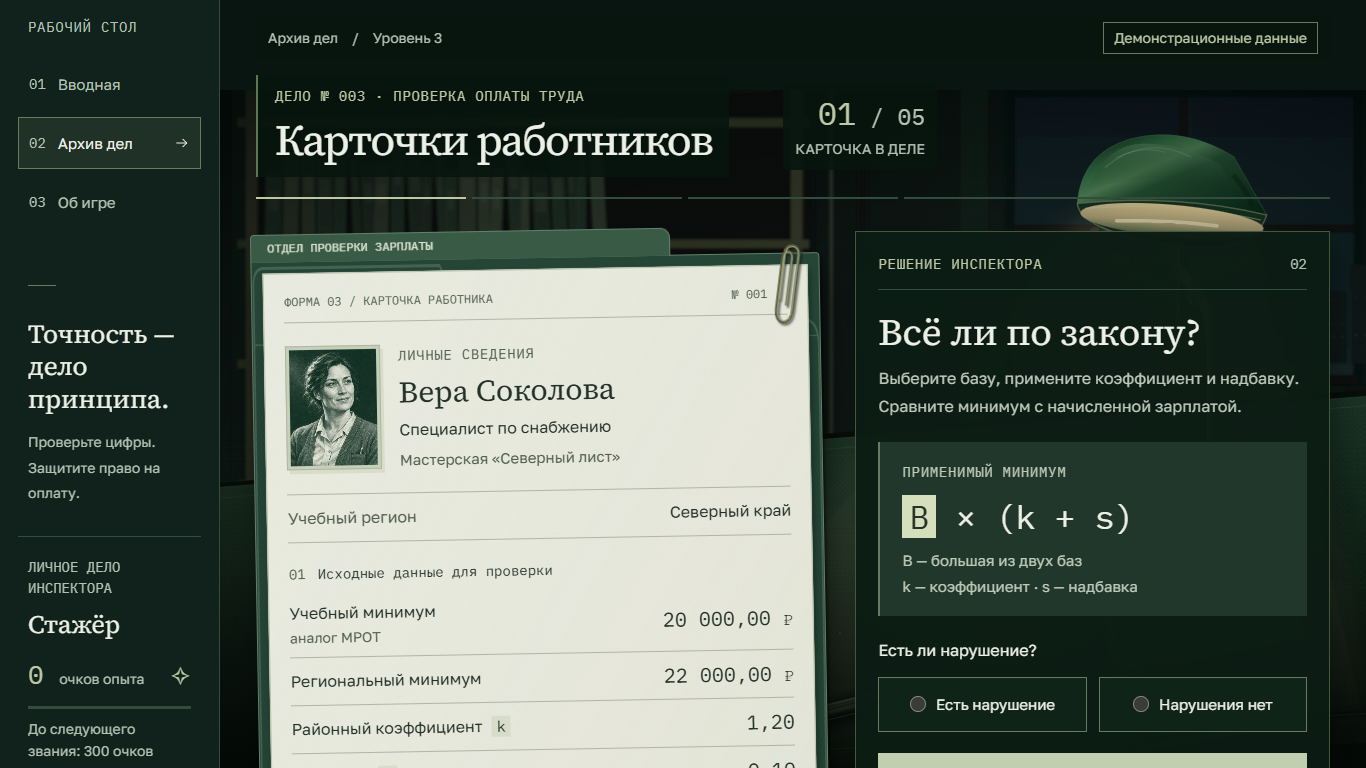 РАБОЧИЙ СТОЛ
01 Вводная
02 Архив дел →
03 Об игре
Точность —
дело
принципа.
Проверьте цифры.
Защитите право на
оплату.
ЛИЧНОЕ ДЕЛО
ИНСПЕКТОРА
Стажёр
0 очков опыта
До следующего
звания: 300 очков
Архив дел / Уровень 3
Демонстрационные данные
ДЕЛО № 003 · ПРОВЕРКА ОПЛАТЫ ТРУДА
Карточки работников
01 / 05
КАРТОЧКА В ДЕЛЕ
ОТДЕЛ ПРОВЕРКИ ЗАРПЛАТЫ
ФОРМА 03 / КАРТОЧКА РАБОТНИКА
№ 001
ЛИЧНЫЕ СВЕДЕНИЯ
Вера Соколова
Специалист по снабжению
Мастерская «Северный лист»
Учебный регион Северный край
01 Исходные данные для проверки
Учебный минимум
аналог МРОТ
20 000,00 ₽
Региональный минимум 22 000,00 ₽
Районный коэффициент k 1,20
РЕШЕНИЕ ИНСПЕКТОРА 02
Всё ли по закону?
Выберите базу, примените коэффициент и надбавку.
Сравните минимум с начисленной зарплатой.
ПРИМЕНИМЫЙ МИНИМУМ
B × (k + s)
B — большая из двух баз
k — коэффициент · s — надбавка
Есть ли нарушение?
Есть нарушение
Нарушения нет